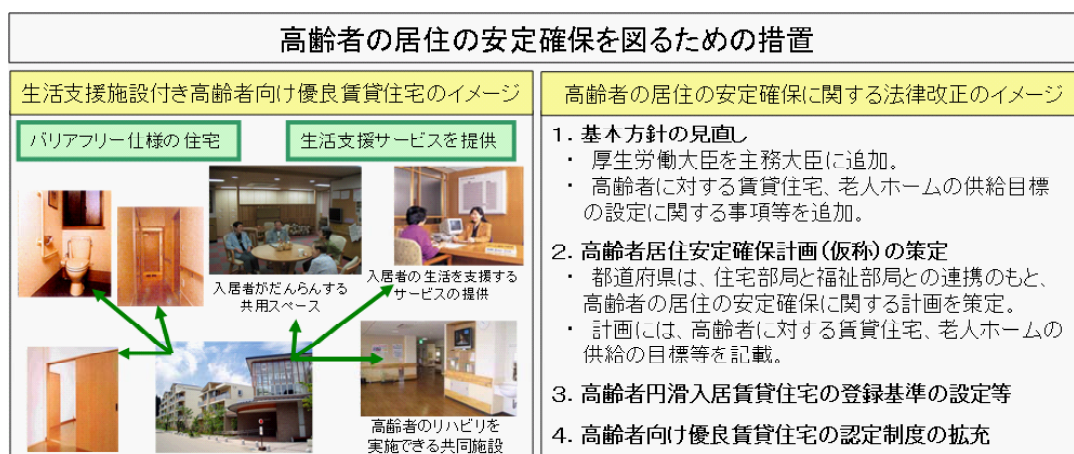 高齢者の居住の安定確保を図るための措置
生活支援施設付き高齢者向け優良賃貸住宅のイメージ
バリアフリー仕様の住宅
生活支援サービスを提供
入居者がだんらんする
共用スペース
入居者の生活を支援する
サービスの提供
高齢者のリハビリを
実施できる共同施設
高齢者の居住の安定確保に関する法律改正のイメージ
1. 基本方針の見直し
・ 厚生労働大臣を主務大臣に追加。
・ 高齢者に対する賃貸住宅、老人ホームの供給目標
の設定に関する事項等を追加。
2. 高齢者居住安定確保計画(仮称)の策定
・ 都道府県は、住宅部局と福祉部局との連携のもと、
高齢者の居住の安定確保に関する計画を策定。
・ 計画には、高齢者に対する賃貸住宅、老人ホームの
供給の目標等を記載。
3. 高齢者円滑入居賃貸住宅の登録基準の設定等
4. 高齢者向け優良賃貸住宅の認定制度の拡充